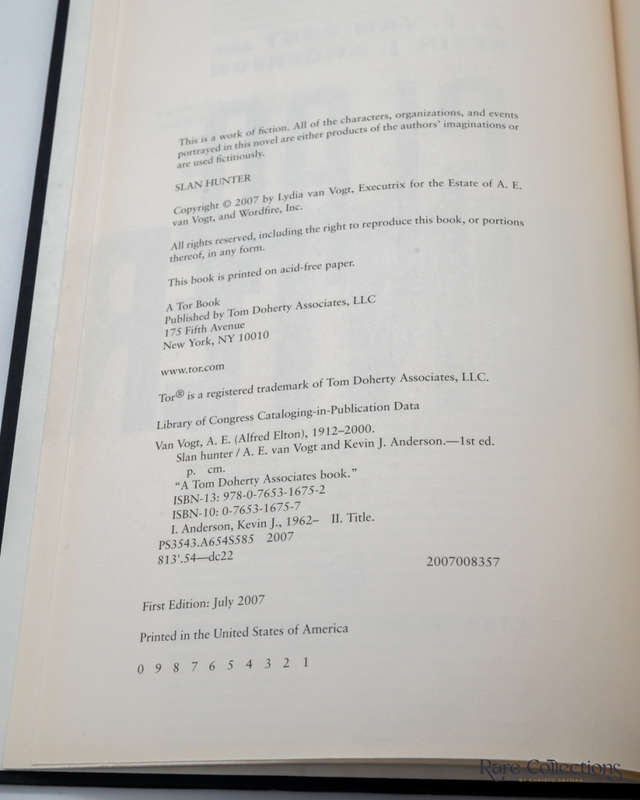 This is a work of fiction. All of the characters, organizations, and events
portrayed in this novel are either products of the authors' imaginations or
are used fictitiously.
SLAN HUNTER
Copyright © 2007 by Lydia van Vogt, Executrix for the Estate of A. E.
van Vogt, and Wordfire, Inc.
All rights reserved, including the right to reproduce this book, or portions
thereof, in any form.
This book is printed on acid-free paper.
A Tor Book
Published by Tom Doherty Associates, LLC
175 Fifth Avenue
New York, NY 10010
www.tor.com
Tor® is a registered trademark of Tom Doherty Associates, LLC.
Library of Congress Cataloging-in-Publication Data
Van Vogt, A. E. (Alfred Elton), 1912–2000.
Slan hunter / A. E. van Vogt and Kevin J. Anderson.—1st ed.
p. cm.
"A Tom Doherty Associates book."
ISBN-13: 978-0-7653-1675-2
ISBN-10: 0-7653-1675-7
I. Anderson, Kevin J., 1962– II. Title.
PS3543.A654S585 2007
813'.54—dc22
2007008357
First Edition: July 2007
Printed in the United States of America
0 9 8 7 6 5 4 3 2 1
Rare Collections